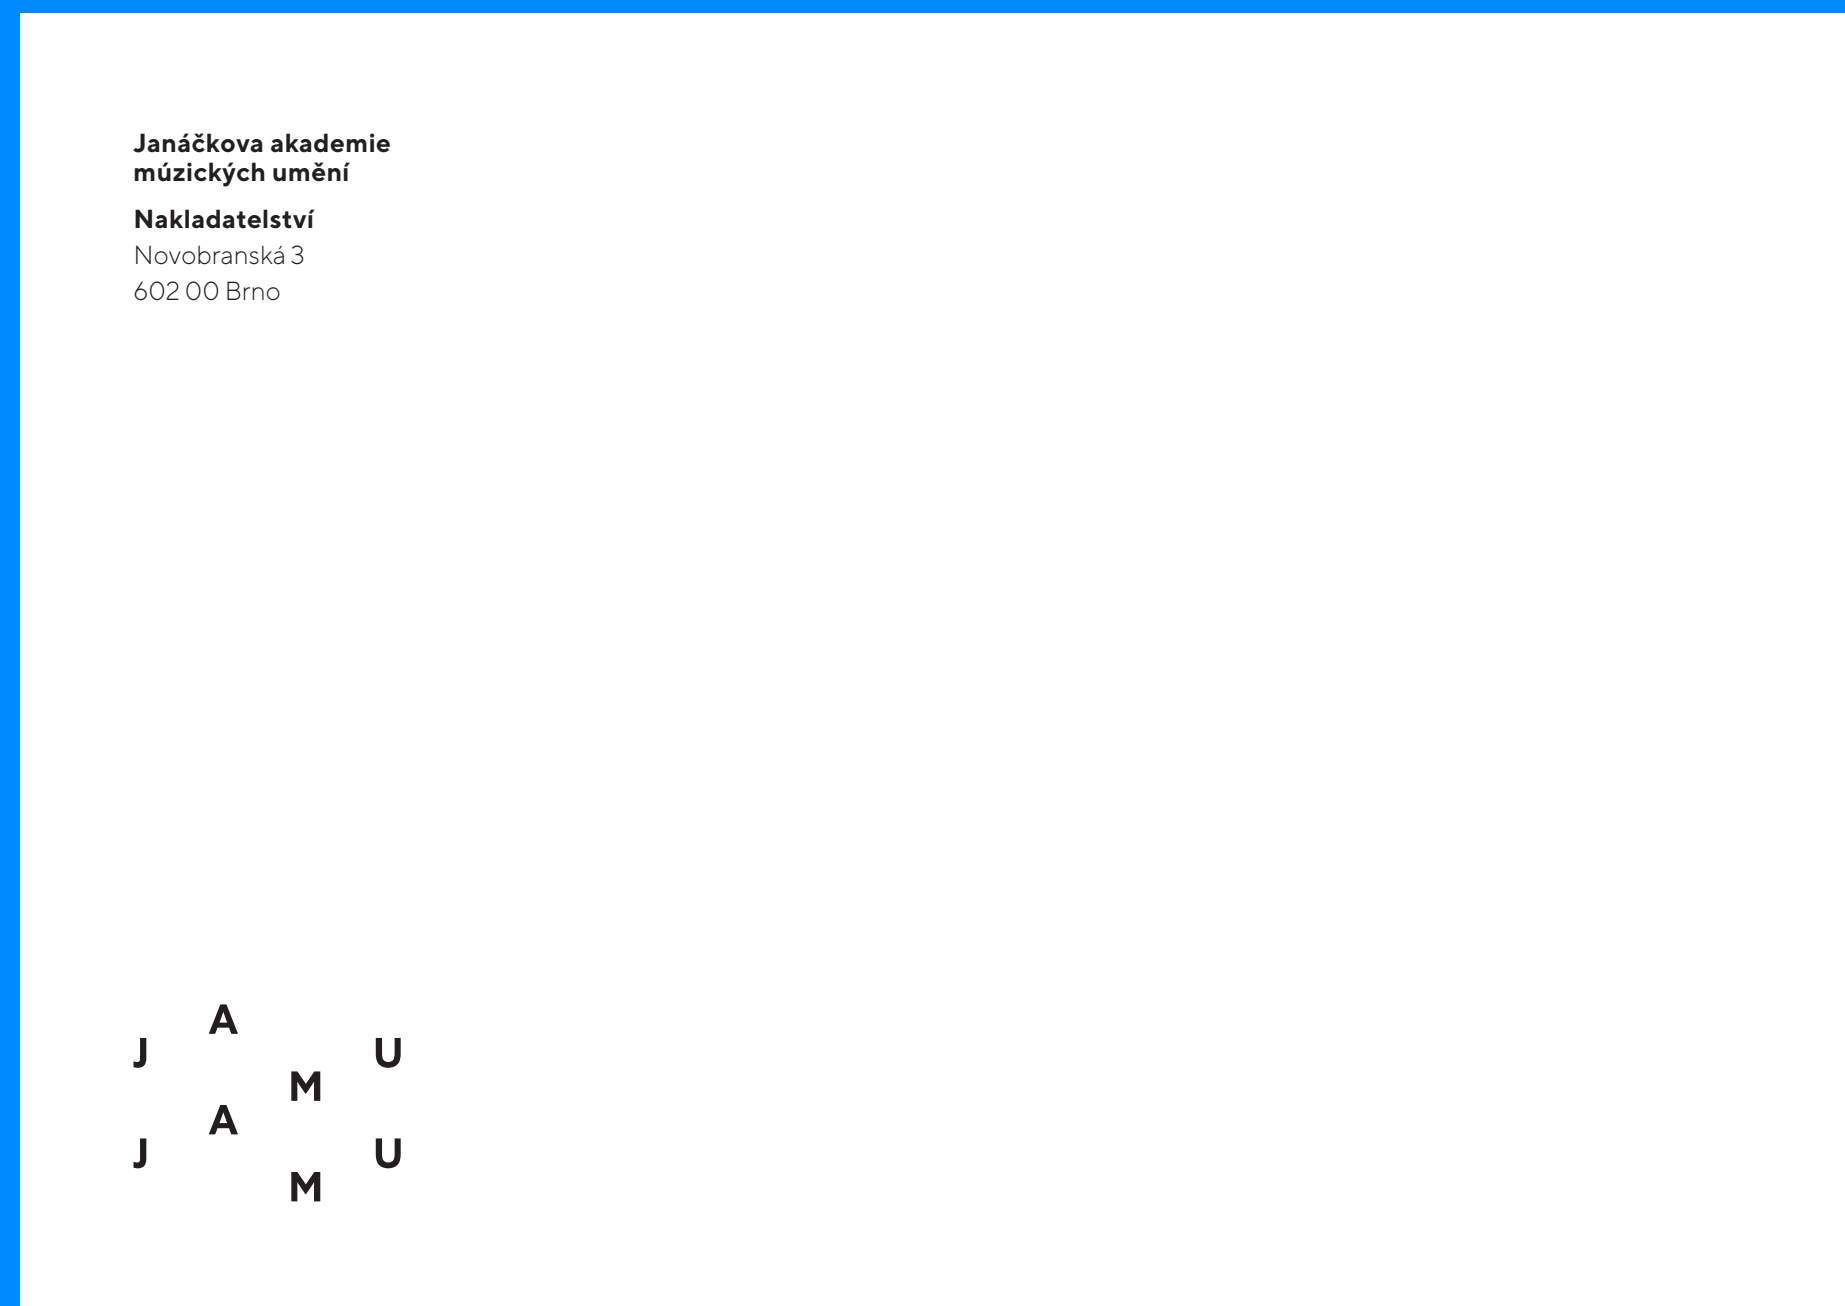 Janáčkova akademie
múzických umění
Nakladatelství
Novobranská 3
602 00 Brno
J A M U
J A M U